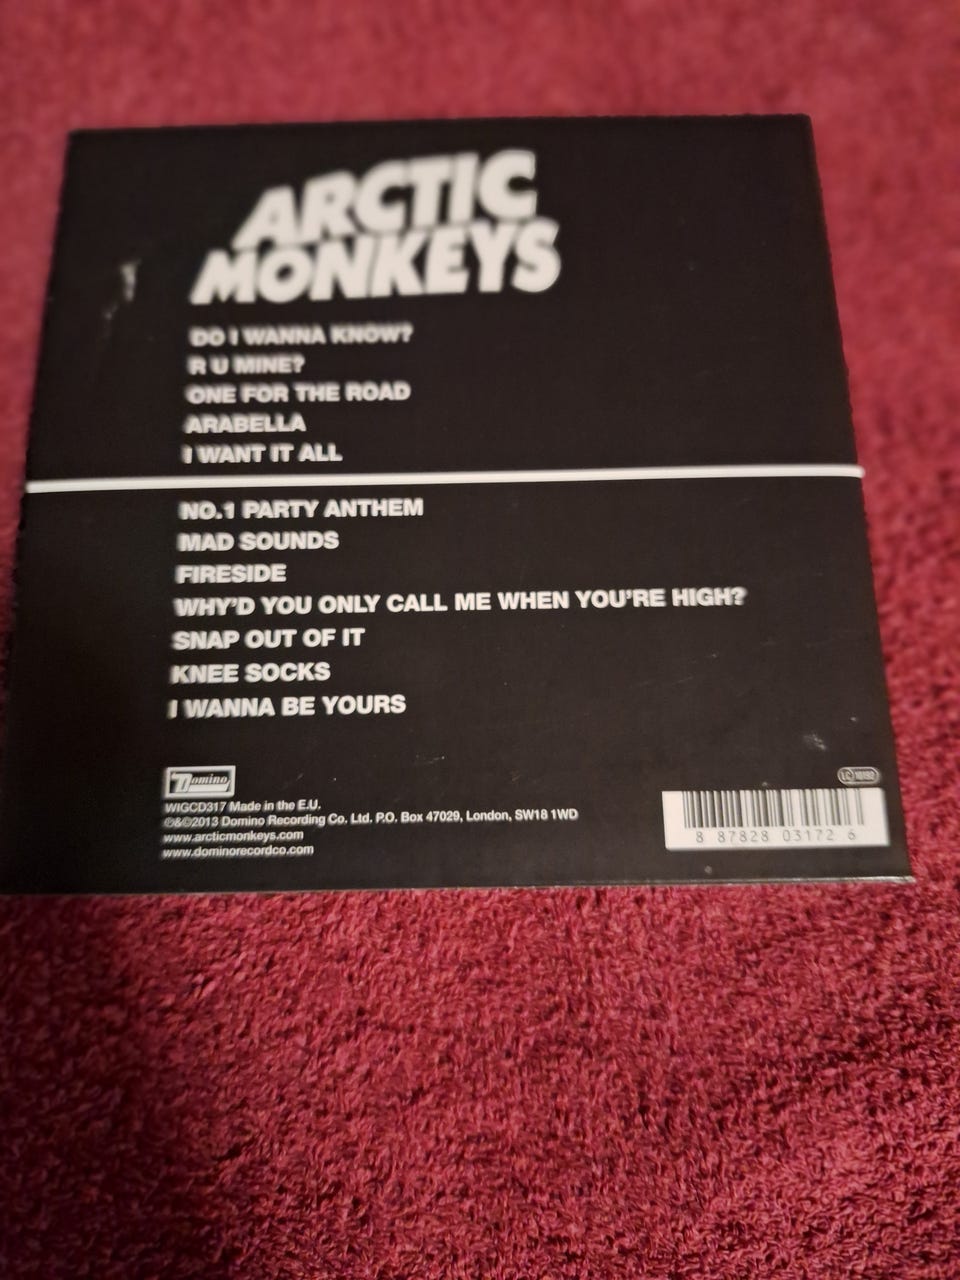 ARCTIC
MONKEYS
DO I WANNA KNOW?
R U MINE?
ONE FOR THE ROAD
ARABELLA
I WANT IT ALL
NO.1 PARTY ANTHEM
MAD SOUNDS
FIRESIDE
WHY'D YOU ONLY CALL ME WHEN YOU'RE HIGH?
SNAP OUT OF IT
KNEE SOCKS
I WANNA BE YOURS
Domino
WIGCD317 Made in the E.U.
℗&©2013 Domino Recording Co. Ltd. P.O. Box 47029, London, SW18 1WD
www.arcticmonkeys.com
www.dominorecordco.com
LC 10192
8 87828 03172 6